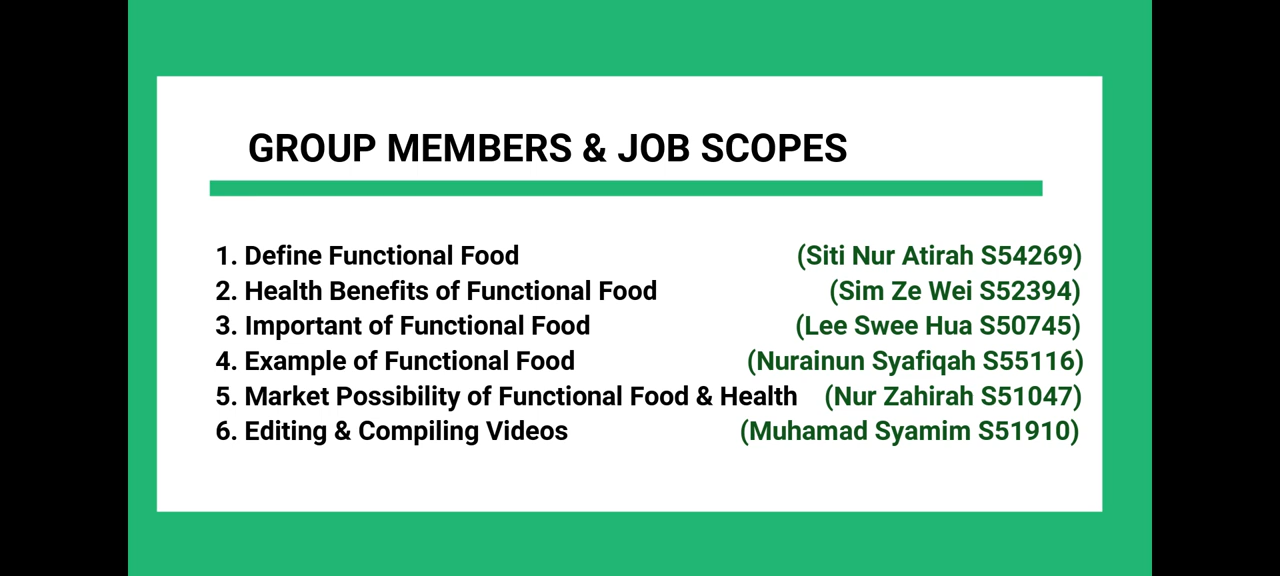 GROUP MEMBERS & JOB SCOPES
1. Define Functional Food (Siti Nur Atirah S54269)
2. Health Benefits of Functional Food (Sim Ze Wei S52394)
3. Important of Functional Food (Lee Swee Hua S50745)
4. Example of Functional Food (Nurainun Syafiqah S55116)
5. Market Possibility of Functional Food & Health (Nur Zahirah S51047)
6. Editing & Compiling Videos (Muhamad Syamim S51910)